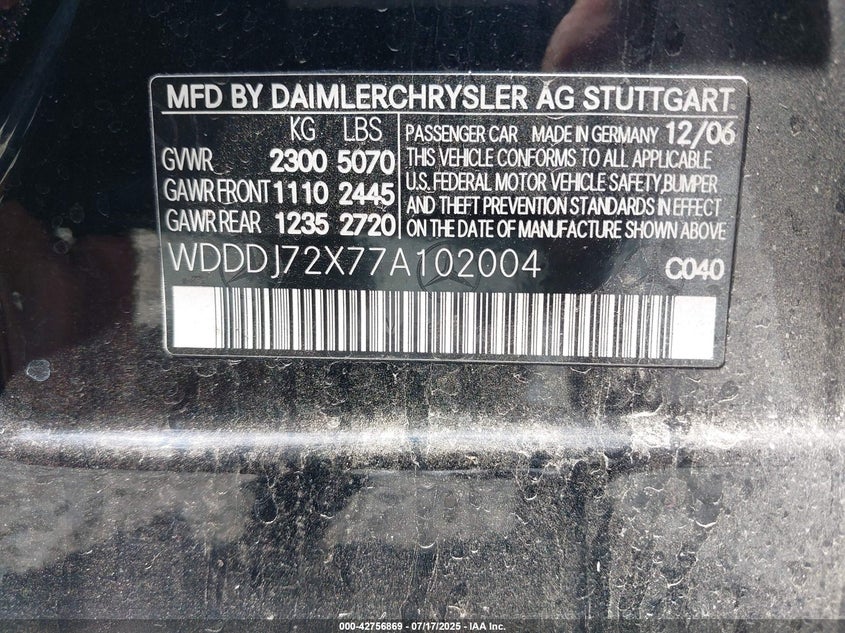 MFD BY DAIMLERCHRYSLER AG STUTTGART
KG LBS
GVWR 2300 5070
GAWR FRONT 1110 2445
GAWR REAR 1235 2720
PASSENGER CAR MADE IN GERMANY 12/06
THIS VEHICLE CONFORMS TO ALL APPLICABLE
U.S. FEDERAL MOTOR VEHICLE SAFETY, BUMPER
AND THEFT PREVENTION STANDARDS IN EFFECT
ON THE DATE OF MANUFACTURE SHOWN ABOVE
WDDDJ72X77A102004 C040
000-42756869 - 07/17/2025 - IAA Inc.